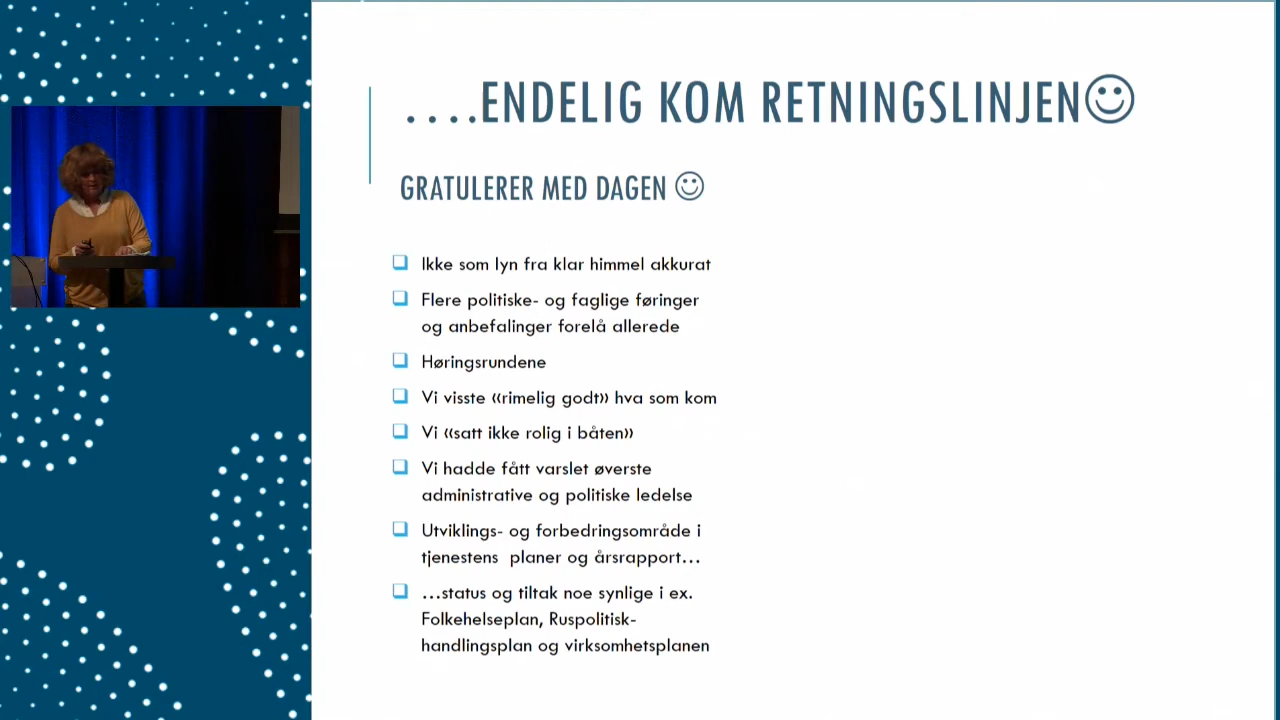 ....ENDELIG KOM RETNINGSLINJEN☺
GRATULERER MED DAGEN ☺
❑ Ikke som lyn fra klar himmel akkurat
❑ Flere politiske- og faglige føringer
og anbefalinger forelå allerede
❑ Høringsrundene
❑ Vi visste «rimelig godt» hva som kom
❑ Vi «satt ikke rolig i båten»
❑ Vi hadde fått varslet øverste
administrative og politiske ledelse
❑ Utviklings- og forbedringsområde i
tjenestens  planer og årsrapport…
❑ …status og tiltak noe synlige i ex.
Folkehelseplan, Ruspolitisk-
handlingsplan og virksomhetsplanen